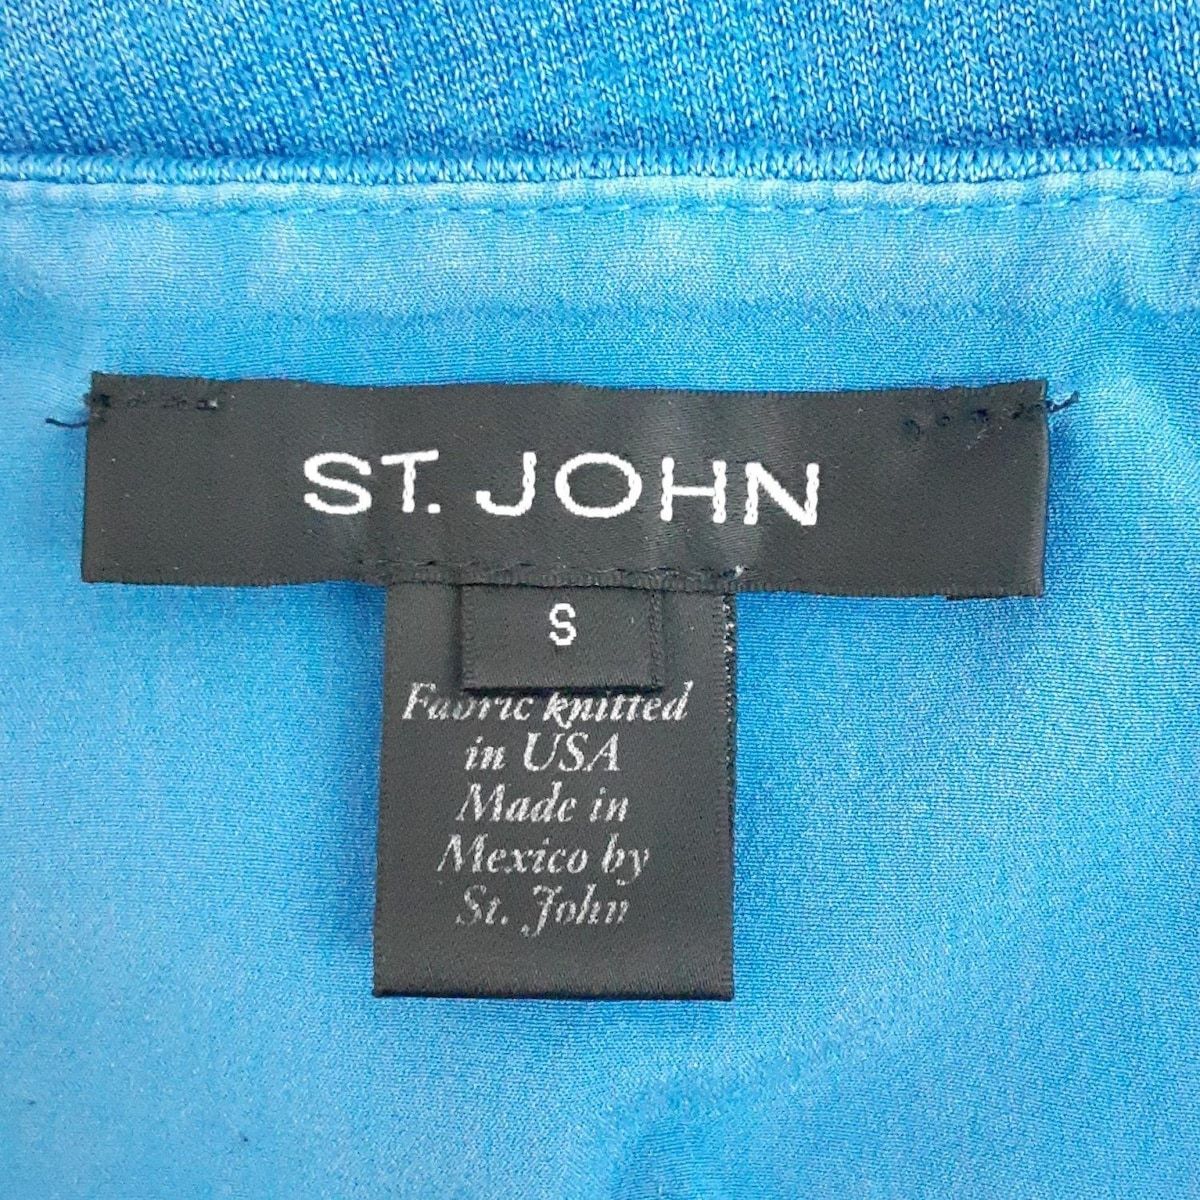 ST. JOHN
S
Fabric knitted
in USA
Made in
Mexico by
St. John